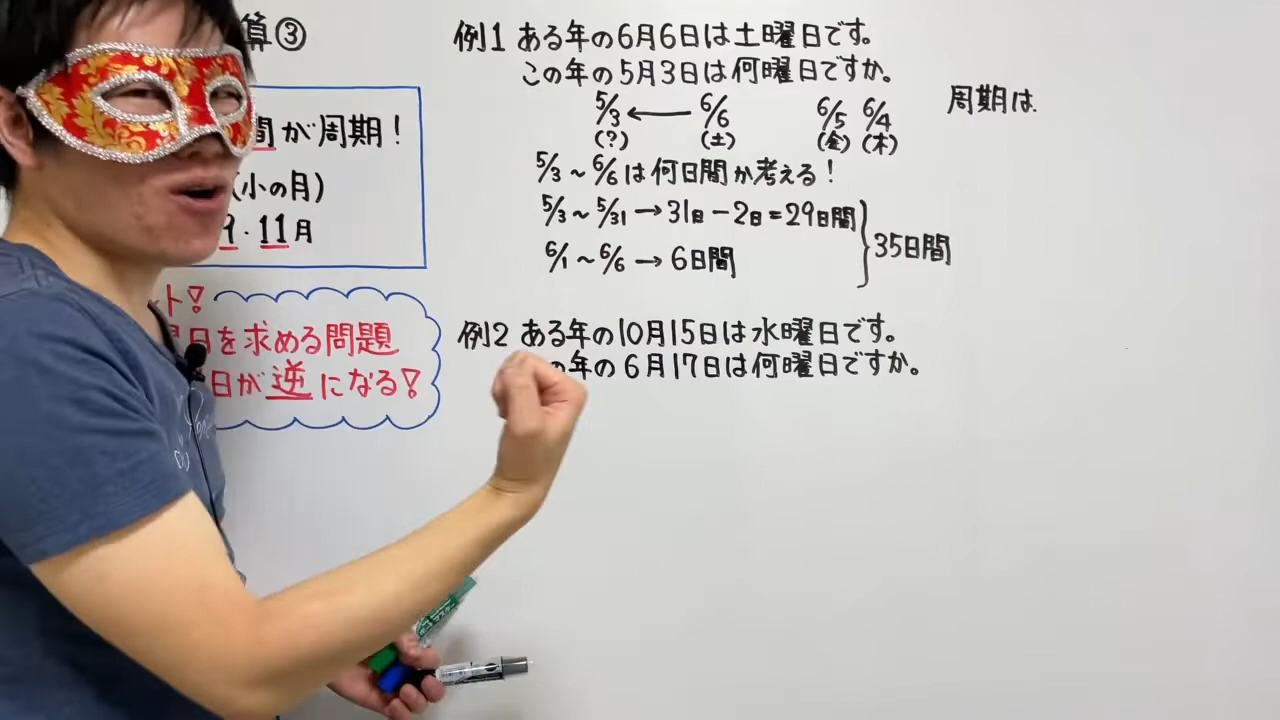 算③
間が周期!
(小の月)
9・11月
ト!
曜日を求める問題
日が逆になる!
例1 ある年の6月6日は土曜日です。
この年の5月3日は何曜日ですか。
5/3 ← 6/6 6/5 6/4
(?) (土) (金) (木)
周期は
5/3〜6/6は何日間か考える!
5/3〜5/31→31日-2日=29日間
6/1〜6/6→6日間
35日間
例2 ある年の10月15日は水曜日です。
の年の6月17日は何曜日ですか。